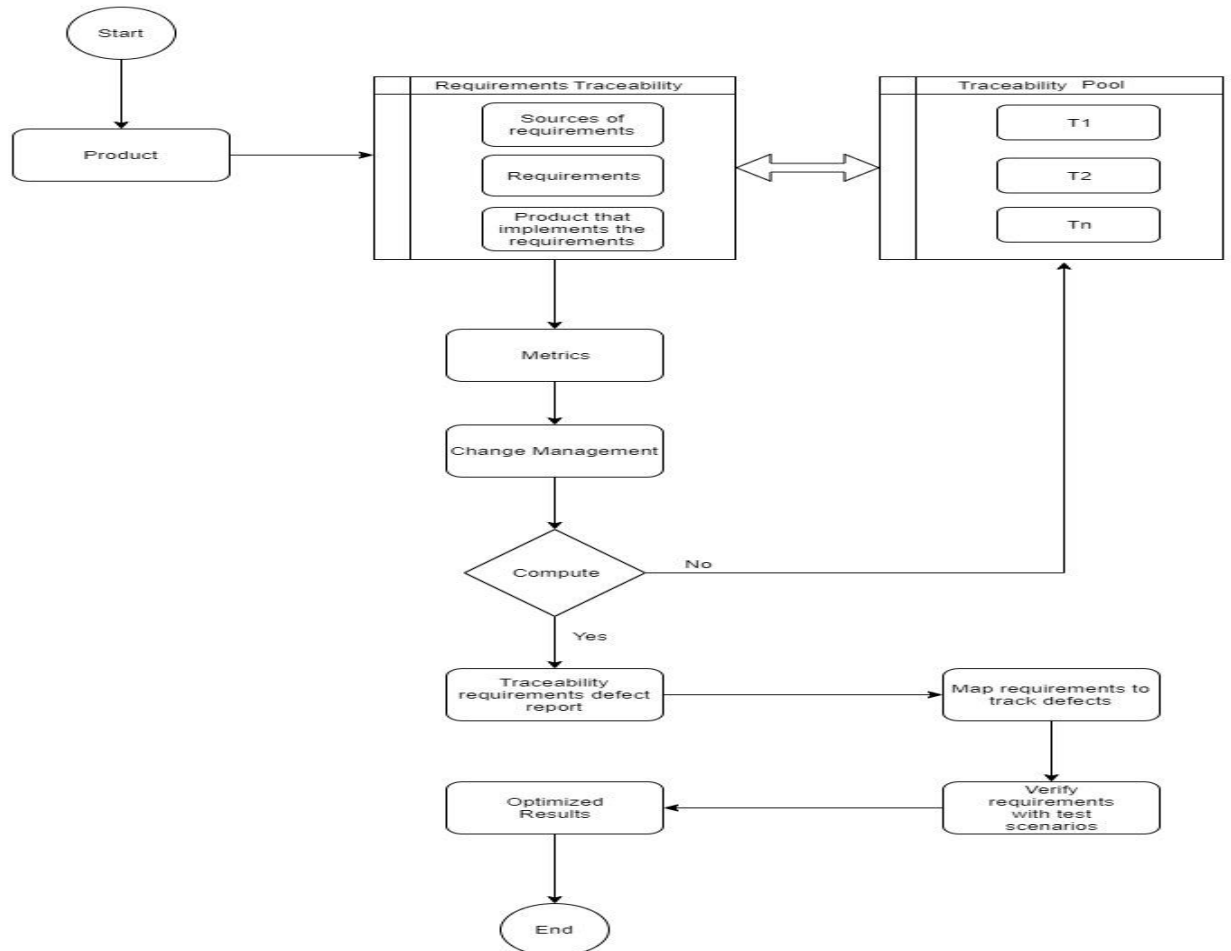 Start
Product
Requirements Traceability
Sources of
requirements
Requirements
Product that
implements the
requirements
Traceability Pool
T1
T2
Tn
Metrics
Change Management
Compute
No
Yes
Traceability
requirements defect
report
Map requirements to
track defects
Verify
requirements
with test
scenarios
Optimized
Results
End